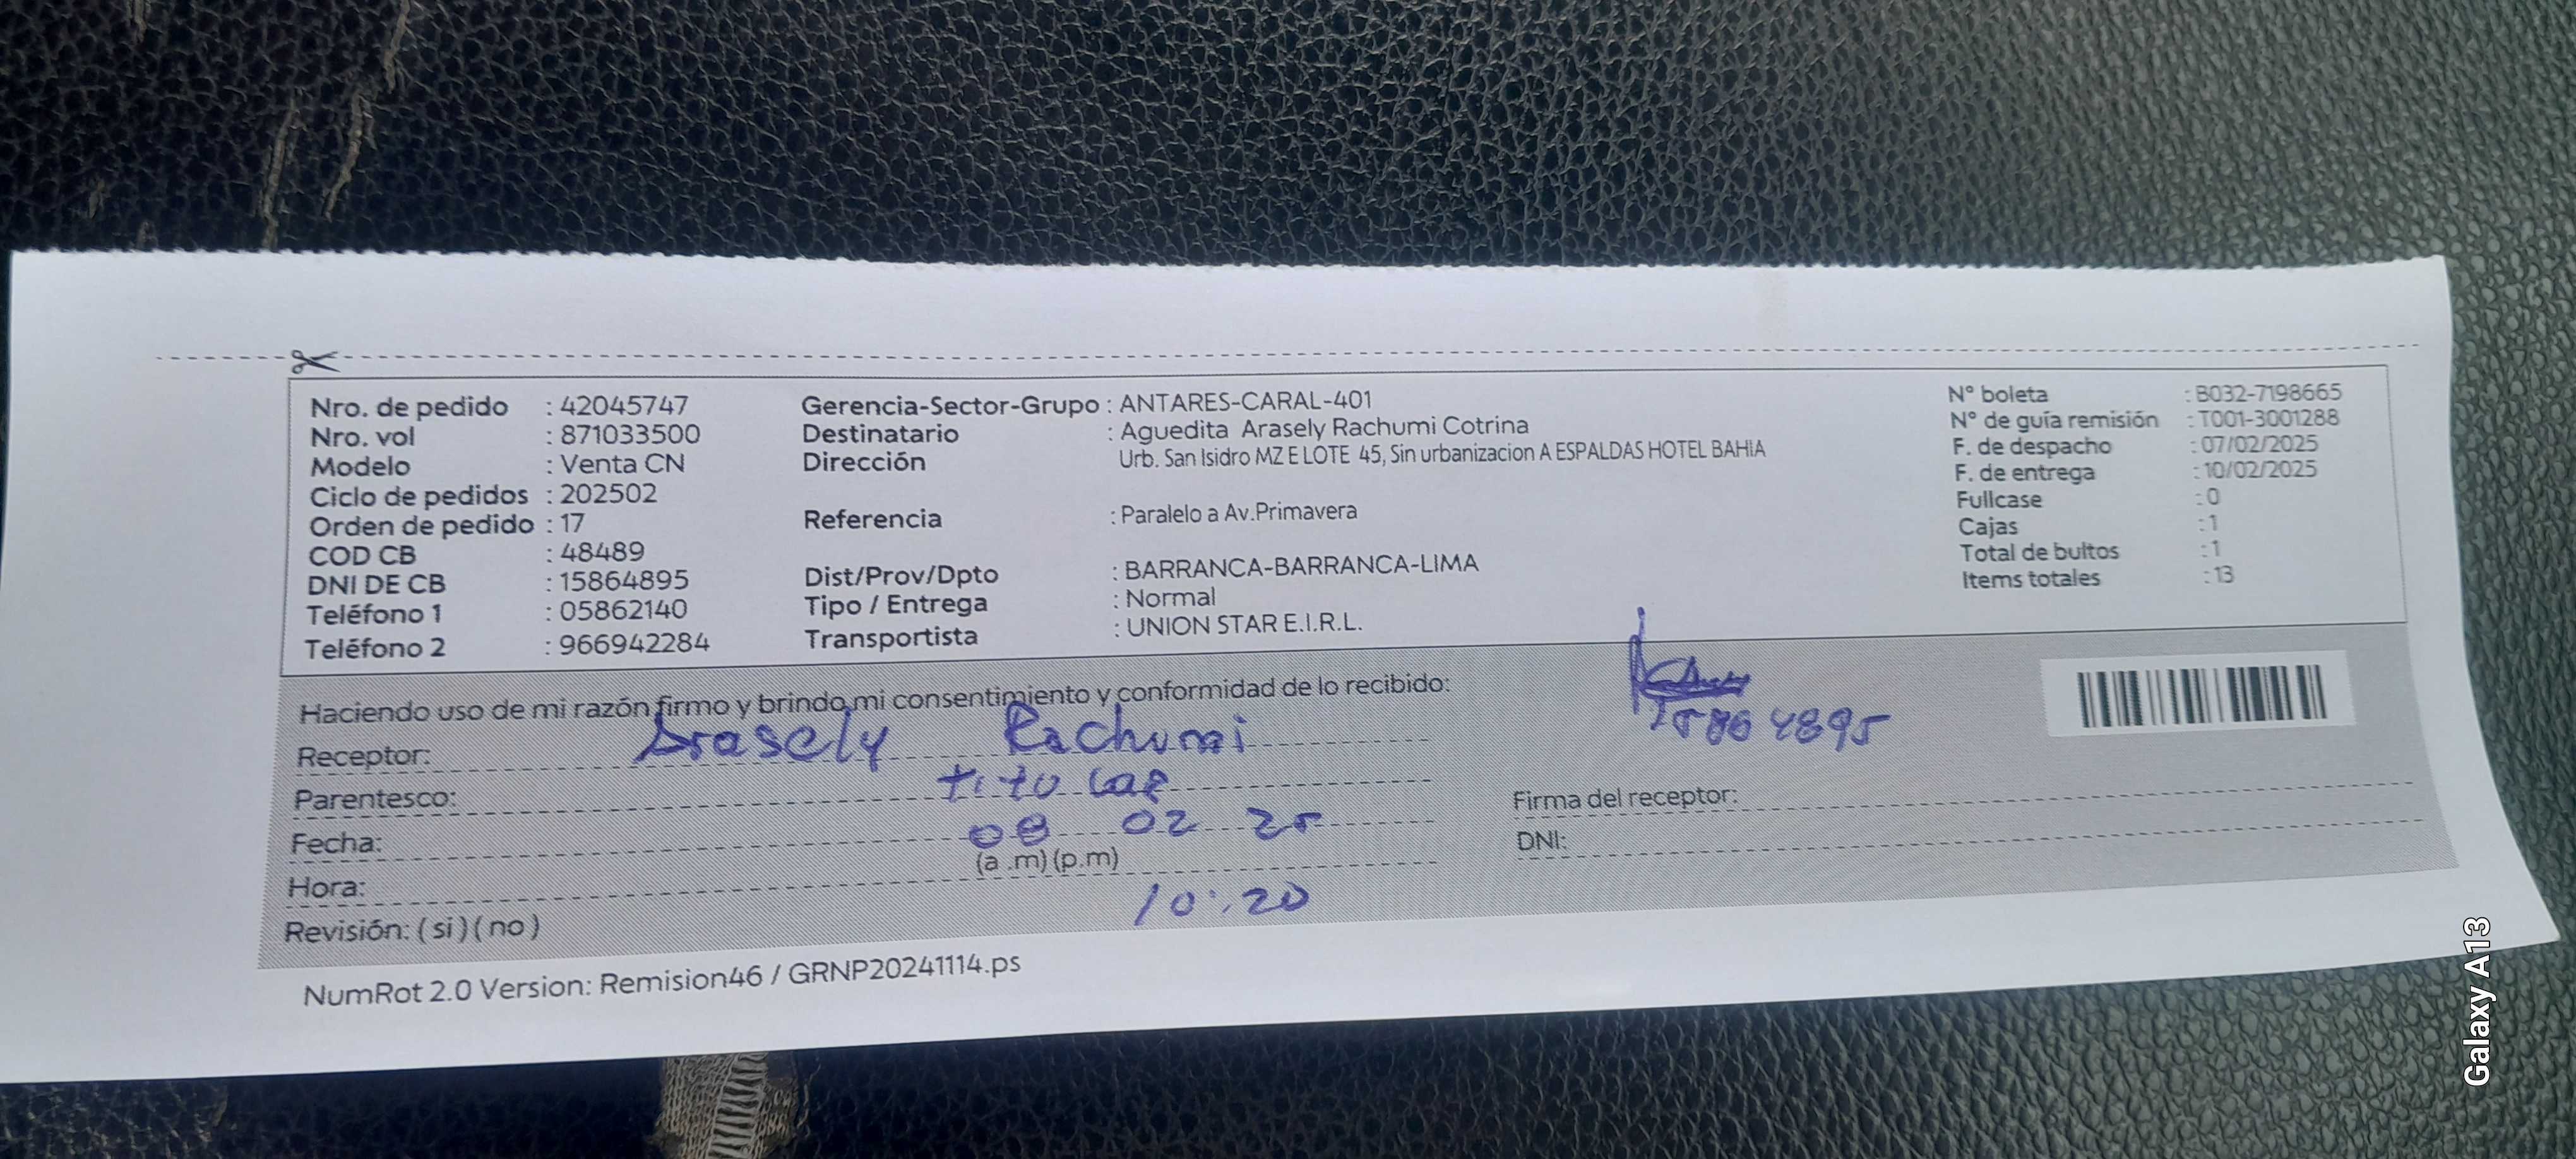 Nro. de pedido : 42045747
Nro. vol : 871033500
Modelo : Venta CN
Ciclo de pedidos : 202502
Orden de pedido : 17
COD CB : 48489
DNI DE CB : 15864895
Teléfono 1 : 05862140
Teléfono 2 : 966942284
Gerencia-Sector-Grupo : ANTARES-CARAL-401
Destinatario : Aguedita Arasely Rachumi Cotrina
Dirección Urb. San Isidro MZ E LOTE 45, Sin urbanizacion A ESPALDAS HOTEL BAHIA
Referencia : Paralelo a Av.Primavera
Dist/Prov/Dpto : BARRANCA-BARRANCA-LIMA
Tipo / Entrega : Normal
Transportista : UNION STAR E.I.R.L.
N° boleta : B032-7198665
N° de guía remisión : T001-3001288
F. de despacho : 07/02/2025
F. de entrega : 10/02/2025
Fullcase : 0
Cajas : 1
Total de bultos : 1
Items totales : 13
Haciendo uso de mi razón firmo y brindo mi consentimiento y conformidad de lo recibido:
Receptor: Arasely Rachumi
Parentesco: titular
Fecha: 08 02 25
(a .m) (p.m)
Hora: 10:20
Revisión: ( si ) ( no )
15864895
Firma del receptor:
DNI:
NumRot 2.0 Version: Remision46 / GRNP20241114.ps
Galaxy A13